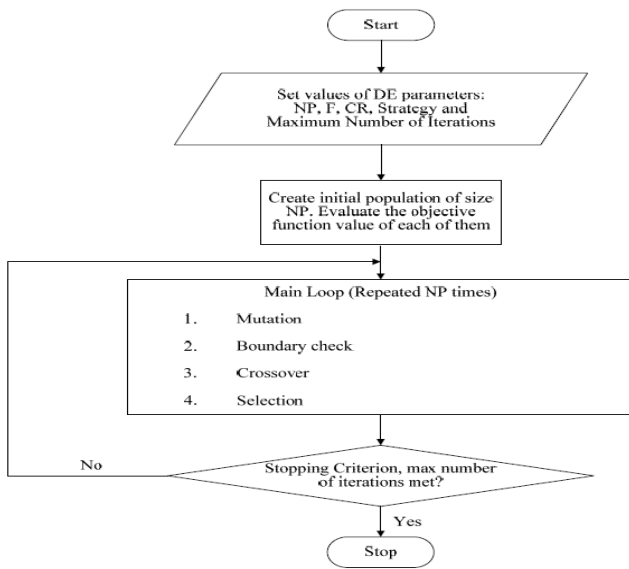 Start
Set values of DE parameters:
NP, F, CR, Strategy and
Maximum Number of Iterations
Create initial population of size
NP. Evaluate the objective
function value of each of them
Main Loop (Repeated NP times)
1. Mutation
2. Boundary check
3. Crossover
4. Selection
No
Stopping Criterion, max number
of iterations met?
Yes
Stop